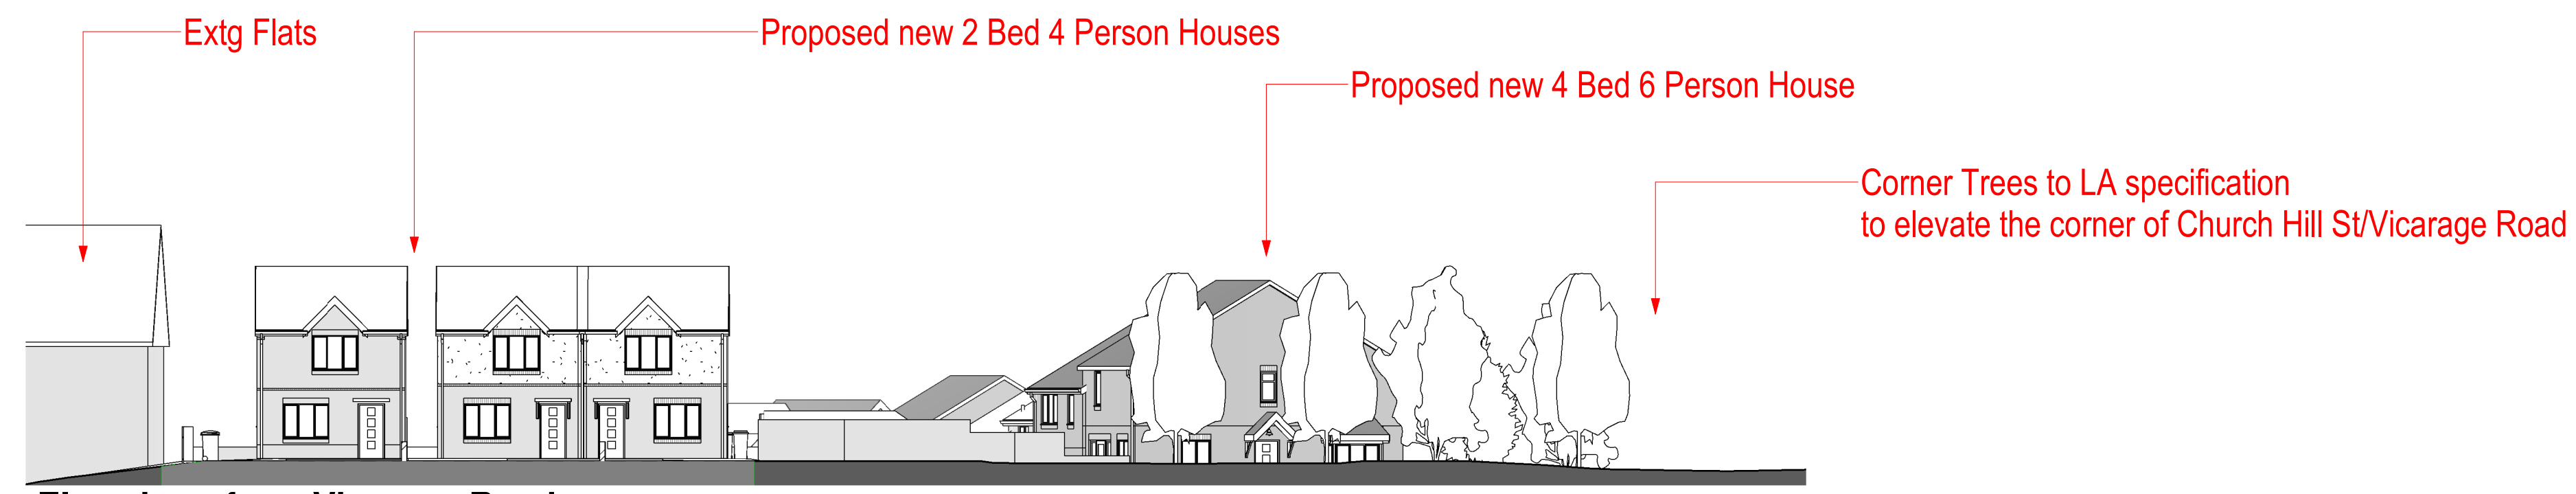 Extg Flats
Proposed new 2 Bed 4 Person Houses
Proposed new 4 Bed 6 Person House
Corner Trees to LA specification
to elevate the corner of Church Hill St/Vicarage Road